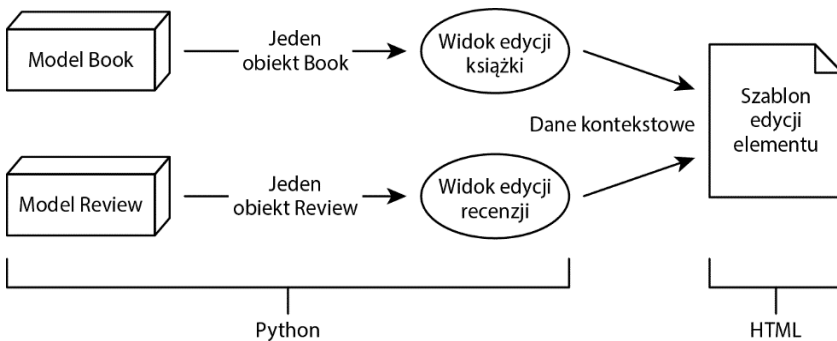 Model Book
Jeden
obiekt Book
Widok edycji
książki
Szablon
edycji
elementu
Dane kontekstowe
Model Review
Jeden
obiekt Review
Widok edycji
recenzji
Python
HTML